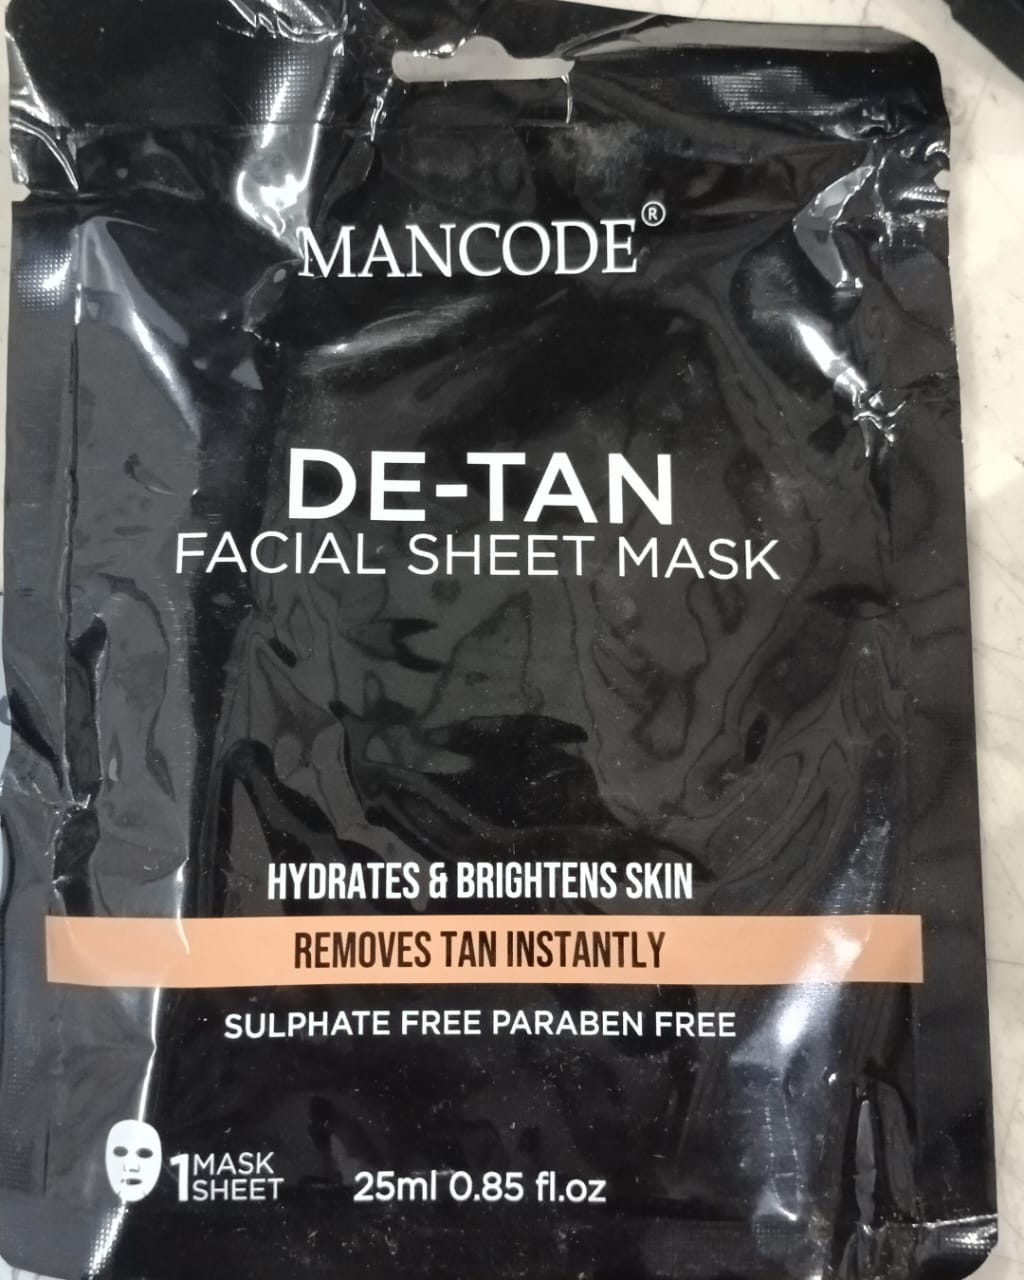 MANCODE®
DE-TAN
FACIAL SHEET MASK
HYDRATES & BRIGHTENS SKIN
REMOVES TAN INSTANTLY
SULPHATE FREE PARABEN FREE
1 MASK
SHEET
25ml 0.85 fl.oz